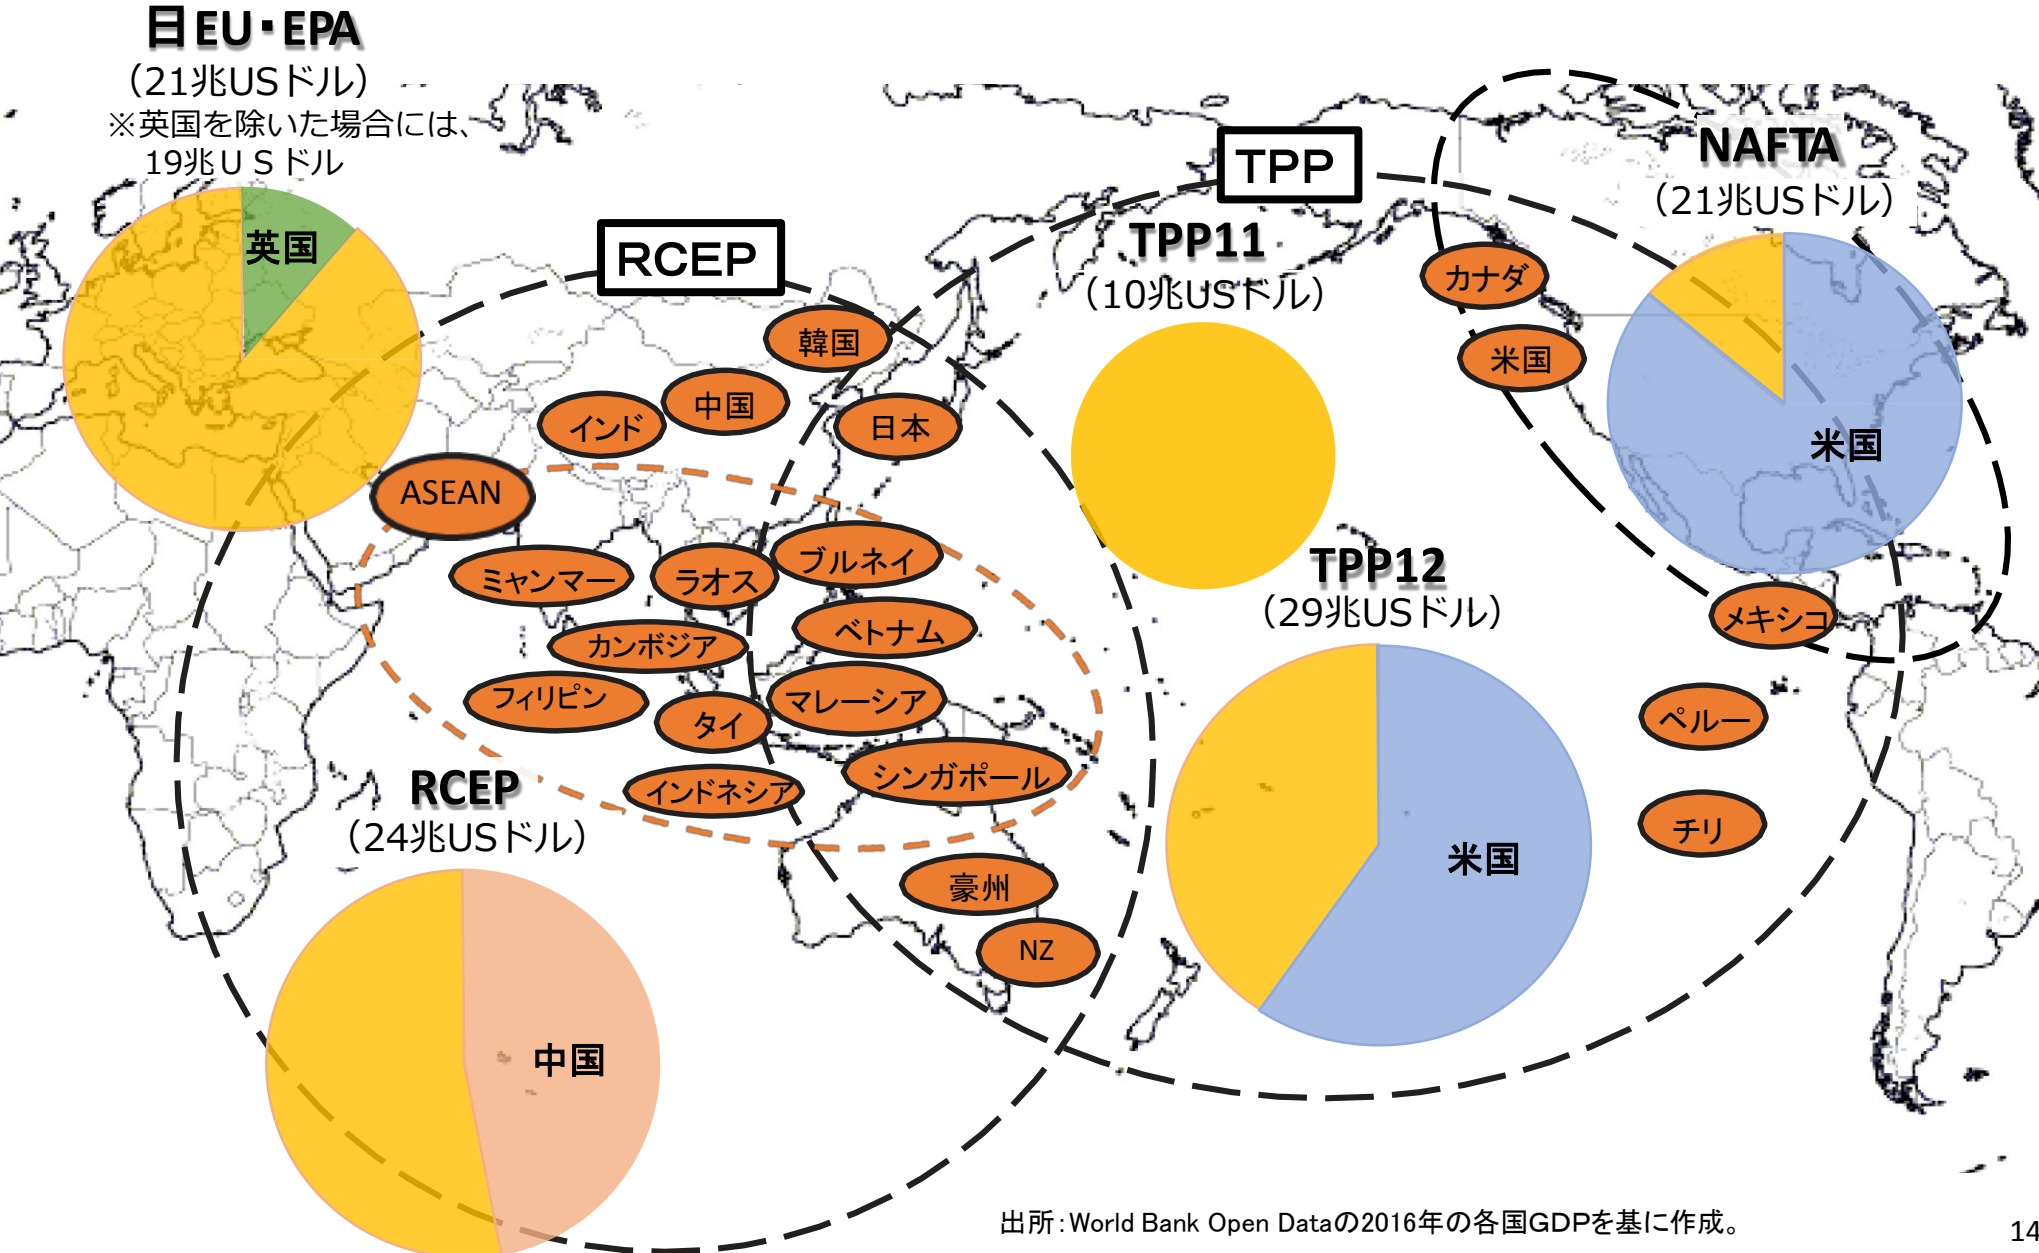 日EU・EPA
(21兆USドル)
※英国を除いた場合には、
19兆ＵＳドル
英国
RCEP
TPP
TPP11
(10兆USドル)
NAFTA
(21兆USドル)
米国
カナダ
米国
韓国
中国
インド
日本
ASEAN
ミャンマー
ラオス
ブルネイ
カンボジア
ベトナム
フィリピン
タイ
マレーシア
インドネシア
シンガポール
TPP12
(29兆USドル)
米国
メキシコ
ペルー
チリ
豪州
NZ
RCEP
(24兆USドル)
中国
出所：World Bank Open Dataの2016年の各国GDPを基に作成。
14